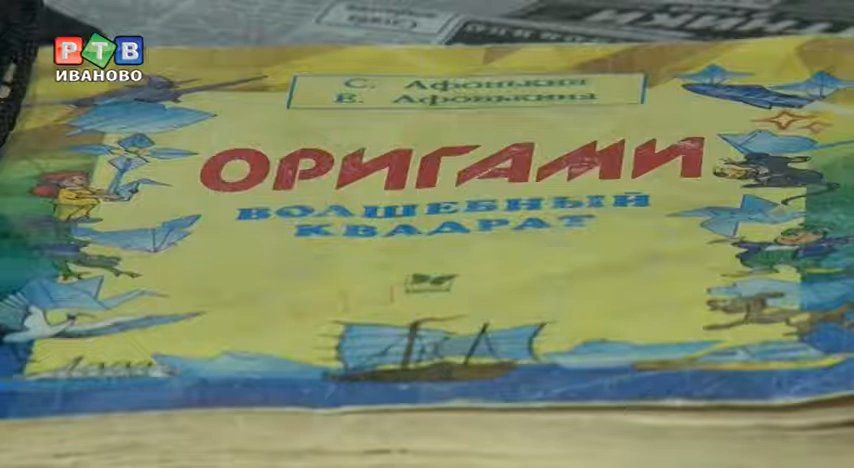 РТВ
ИВАНОВО
С. Афонькин
Е. Афонькина
ОРИГАМИ
ВОЛШЕБНЫЙ
КВАДРАТ